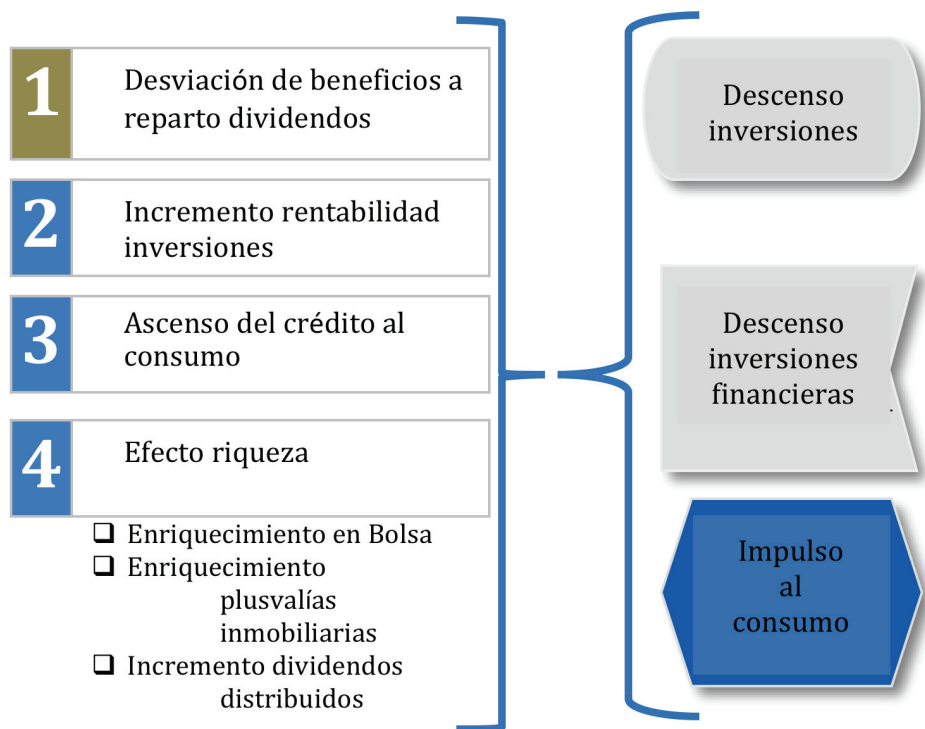 1
Desviación de beneficios a
reparto dividendos
2
Incremento rentabilidad
inversiones
3
Ascenso del crédito al
consumo
4
Efecto riqueza
❑ Enriquecimiento en Bolsa
❑ Enriquecimiento
plusvalías
inmobiliarias
❑ Incremento dividendos
distribuidos
Descenso
inversiones
Descenso
inversiones
financieras
.
Impulso
al
consumo